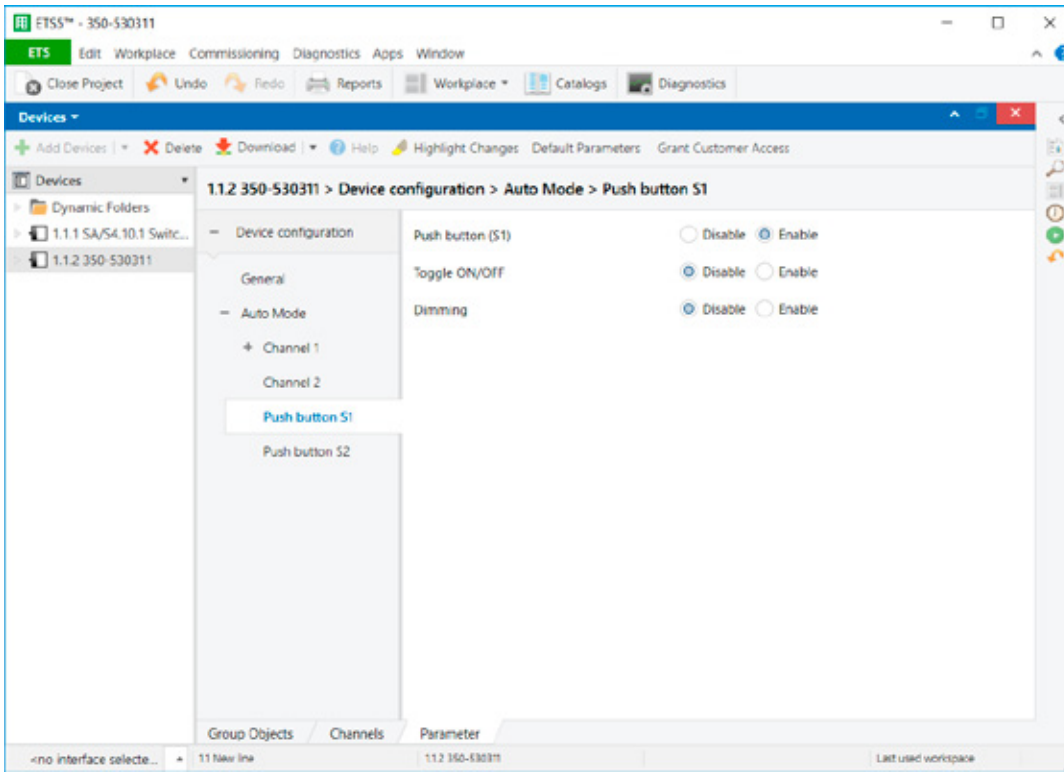 ETS5™ - 350-530311
ETS Edit Workplace Commissioning Diagnostics Apps Window
Close Project Undo Redo Reports Workplace Catalogs Diagnostics
Devices
Add Devices Delete Download Help Highlight Changes Default Parameters Grant Customer Access
Devices
Dynamic Folders
1.1.1 SA/S4.10.1 Switc...
1.1.2 350-530311
1.1.2 350-530311 > Device configuration > Auto Mode > Push button S1
Device configuration
General
Auto Mode
Channel 1
Channel 2
Push button S1
Push button S2
Push button (S1) Disable Enable
Toggle ON/OFF Disable Enable
Dimming Disable Enable
Group Objects Channels Parameter
<no interface selecte... 1.1 New line 1.1.2 350-530311 Last used workspace